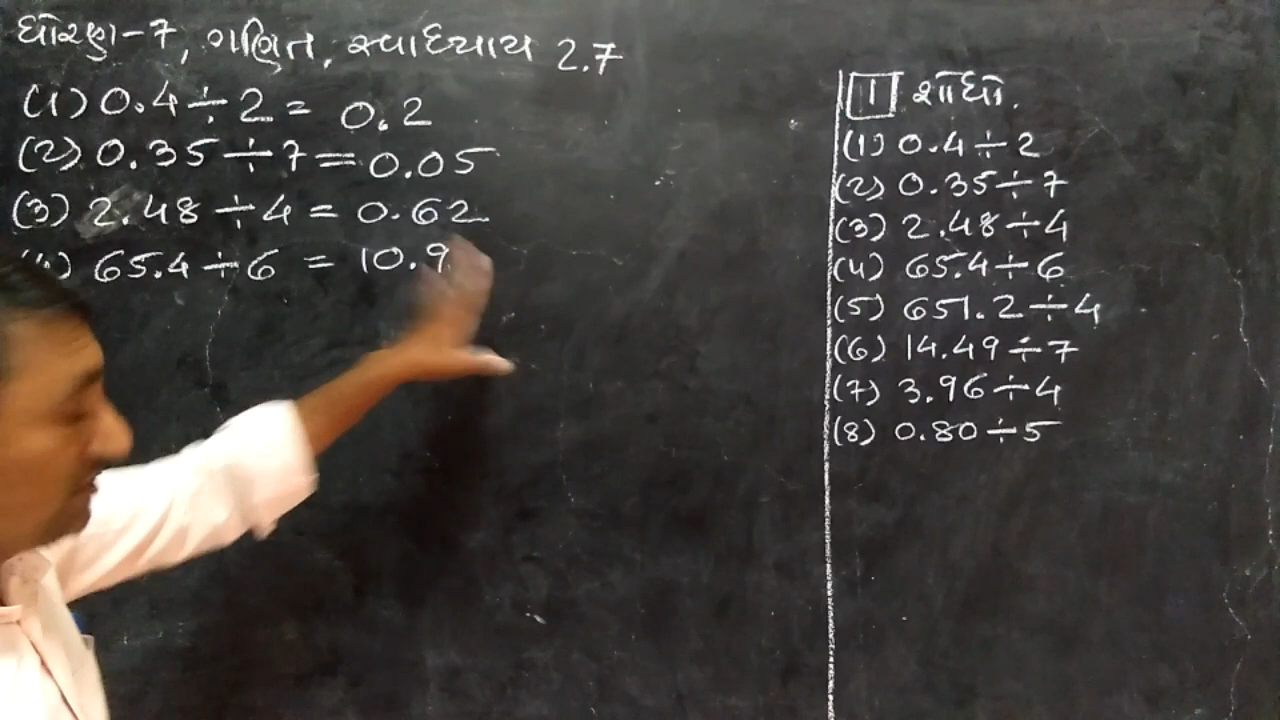 ધોરણ-7, ગણિત, સ્વાધ્યાય 2.7
(1) 0.4 ÷ 2 = 0.2
(2) 0.35 ÷ 7 = 0.05
(3) 2.48 ÷ 4 = 0.62
(4) 65.4 ÷ 6 = 10.9
1 શોધો.
(1) 0.4 ÷ 2
(2) 0.35 ÷ 7
(3) 2.48 ÷ 4
(4) 65.4 ÷ 6
(5) 651.2 ÷ 4
(6) 14.49 ÷ 7
(7) 3.96 ÷ 4
(8) 0.80 ÷ 5